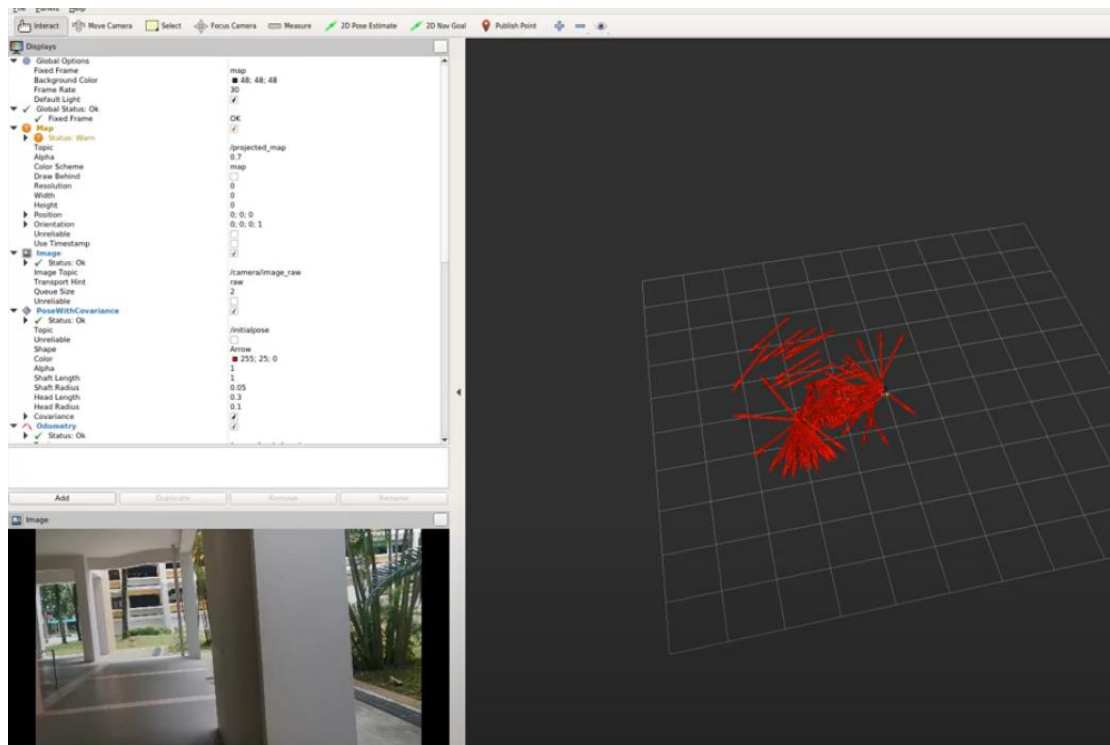 File Panels Help
Interact Move Camera Select Focus Camera Measure 2D Pose Estimate 2D Nav Goal Publish Point
Displays
Global Options
Fixed Frame map
Background Color 48; 48; 48
Frame Rate 30
Default Light
Global Status: Ok
Fixed Frame OK
Map
Status: Warn
Topic /projected_map
Alpha 0.7
Color Scheme map
Draw Behind
Resolution 0
Width 0
Height 0
Position 0; 0; 0
Orientation 0; 0; 0; 1
Unreliable
Use Timestamp
Image
Status: Ok
Image Topic /camera/image_raw
Transport Hint raw
Queue Size 2
Unreliable
PoseWithCovariance
Status: Ok
Topic /initialpose
Unreliable
Shape Arrow
Color 255; 25; 0
Alpha 1
Shaft Length 1
Shaft Radius 0.05
Head Length 0.3
Head Radius 0.1
Covariance
Odometry
Status: Ok
Add Duplicate Remove Rename
Image